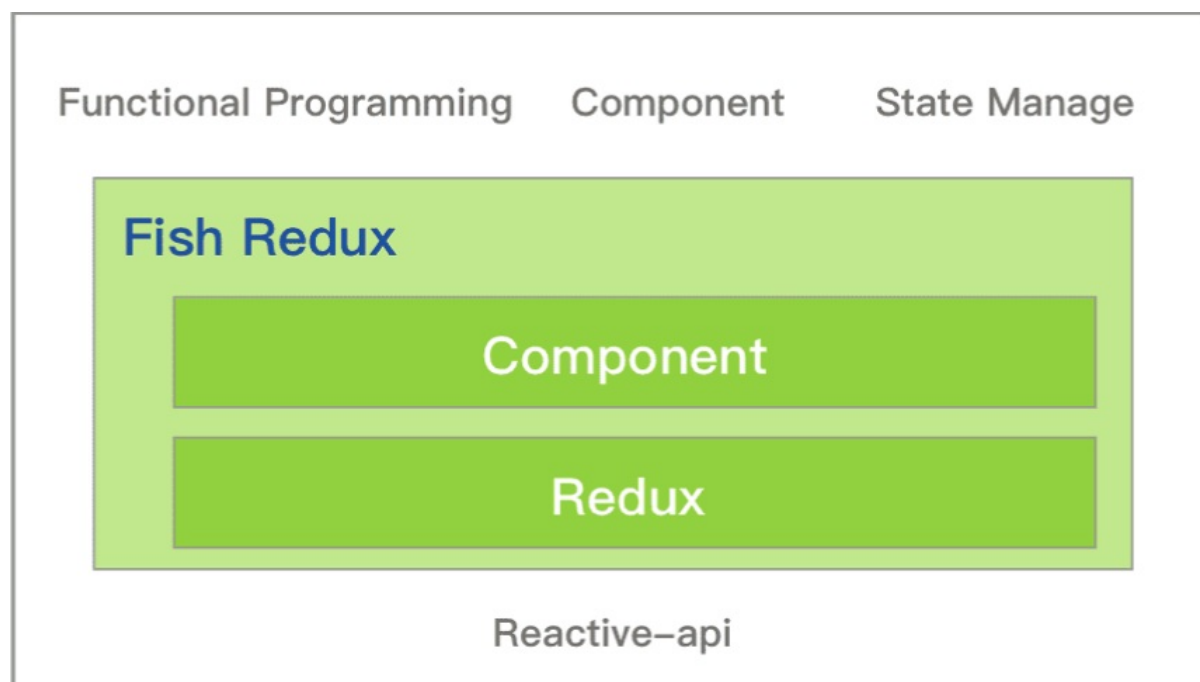 Functional Programming Component State Manage
Fish Redux
Component
Redux
Reactive-api